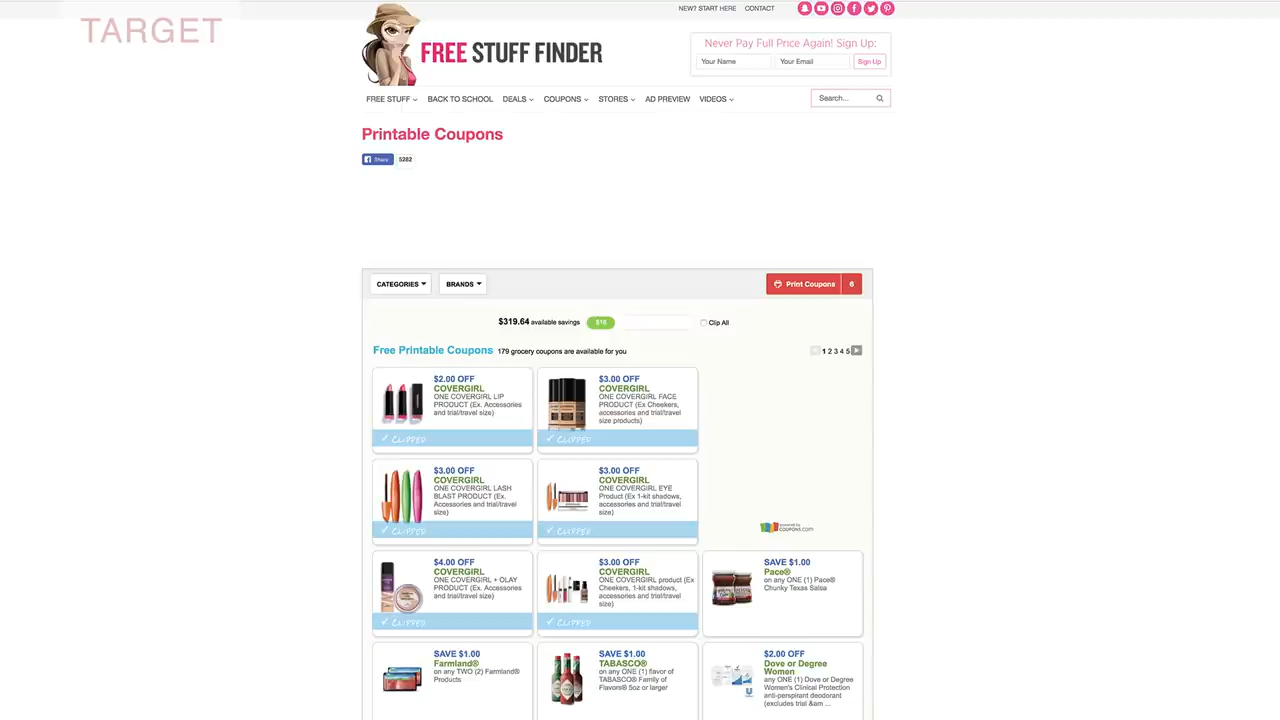 TARGET
NEW? START HERE CONTACT
FREE STUFF FINDER
Never Pay Full Price Again! Sign Up:
Your Name Your Email Sign Up
FREE STUFF BACK TO SCHOOL DEALS COUPONS STORES AD PREVIEW VIDEOS
Search...
Printable Coupons
Share 5282
CATEGORIES BRANDS Print Coupons 6
$319.64 available savings $18 Clip All
Free Printable Coupons 179 grocery coupons are available for you
1 2 3 4 5
$2.00 OFF
COVERGIRL
ONE COVERGIRL LIP
PRODUCT (Ex. Accessories
and trial/travel size)
✓ CLIPPED
$3.00 OFF
COVERGIRL
ONE COVERGIRL FACE
PRODUCT (Ex Cheekers,
accessories and trial/travel
size products)
✓ CLIPPED
$3.00 OFF
COVERGIRL
ONE COVERGIRL LASH
BLAST PRODUCT (Ex.
Accessories and trial/travel
size)
✓ CLIPPED
$3.00 OFF
COVERGIRL
ONE COVERGIRL EYE
Product (Ex 1-kit shadows,
accessories and trial/travel
size)
✓ CLIPPED
powered by
COUPONS.com
$4.00 OFF
COVERGIRL
ONE COVERGIRL + OLAY
PRODUCT (Ex. Accessories
and trial/travel size)
✓ CLIPPED
$3.00 OFF
COVERGIRL
ONE COVERGIRL product (Ex
Cheekers, 1-kit shadows,
accessories and trial/travel
size)
✓ CLIPPED
SAVE $1.00
Pace®
on any ONE (1) Pace®
Chunky Texas Salsa
SAVE $1.00
Farmland®
on any TWO (2) Farmland®
Products
SAVE $1.00
TABASCO®
on any ONE (1) flavor of
TABASCO® Family of
Flavors® 5oz or larger
$2.00 OFF
Dove or Degree
Women
any ONE (1) Dove or Degree
Women's Clinical Protection
anti-perspirant deodorant
(excludes trial &am ...